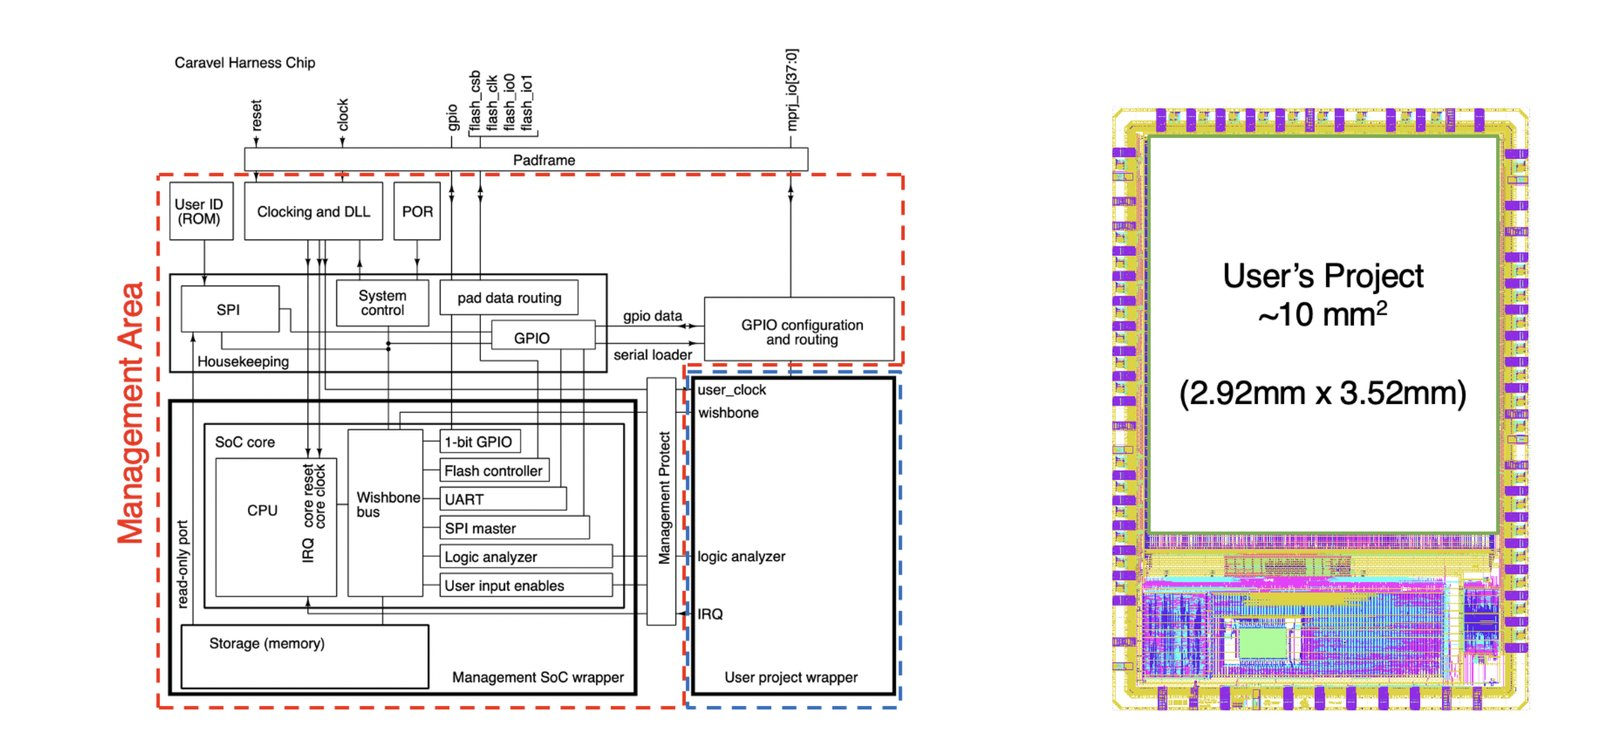 Caravel Harness Chip
reset
clock
gpio
flash_csb
flash_clk
flash_io0
flash_io1
mprj_io[37:0]
Padframe
Management Area
User ID
(ROM)
Clocking and DLL
POR
SPI
System
control
pad data routing
GPIO
Housekeeping
gpio data
serial loader
GPIO configuration
and routing
SoC core
CPU
IRQ
core reset
core clock
read-only port
Wishbone
bus
1-bit GPIO
Flash controller
UART
SPI master
Logic analyzer
User input enables
Storage (memory)
Management SoC wrapper
Management Protect
user_clock
wishbone
logic analyzer
IRQ
User project wrapper
User’s Project
~10 mm²
(2.92mm x 3.52mm)